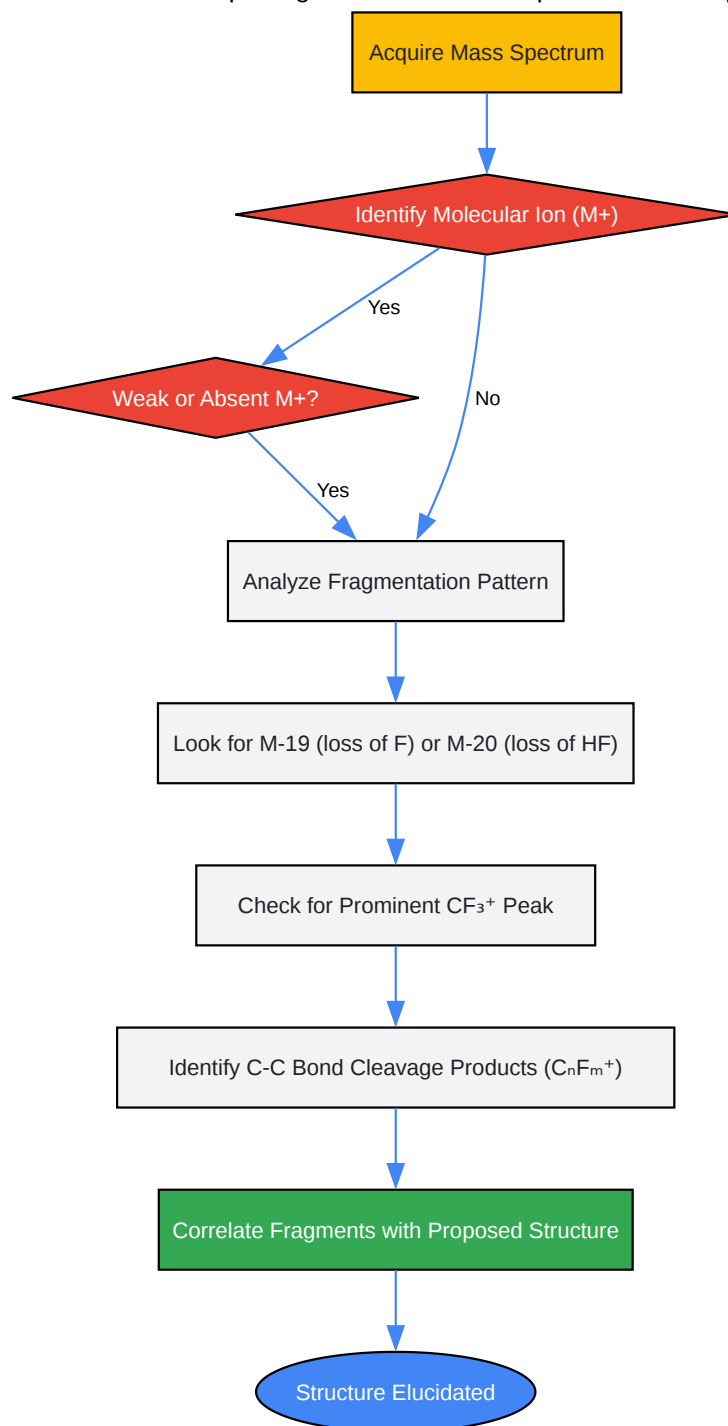 Acquire Mass Spectrum
Identify Molecular Ion (M+)
Yes
Weak or Absent M+?
No
Yes
Analyze Fragmentation Pattern
Look for M-19 (loss of F) or M-20 (loss of HF)
Check for Prominent CF₃⁺ Peak
Identify C-C Bond Cleavage Products (CₙFₘ⁺)
Correlate Fragments with Proposed Structure
Structure Elucidated